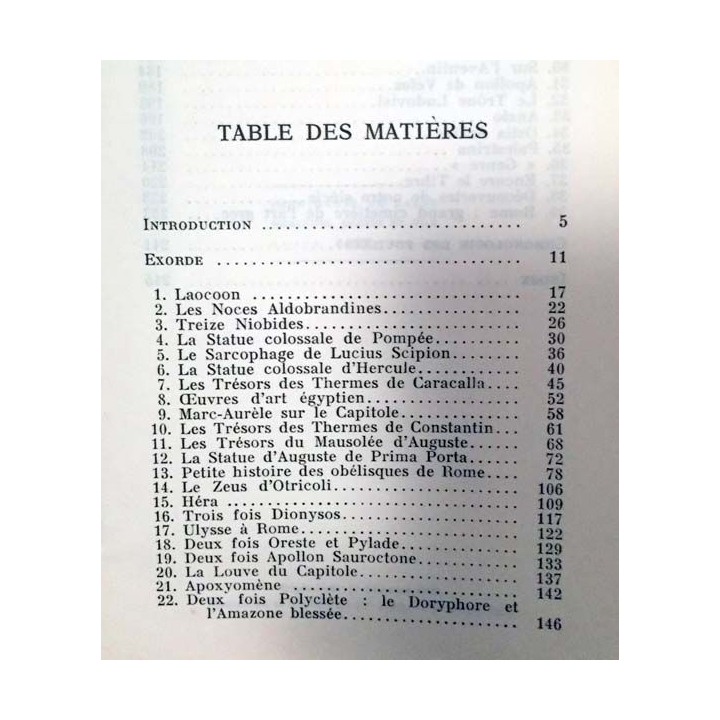 TABLE DES MATIÈRES
INTRODUCTION .............................. 5
EXORDE .................................. 11
1. Laocoon .............................. 17
2. Les Noces Aldobrandines................ 22
3. Treize Niobides........................ 26
4. La Statue colossale de Pompée.......... 30
5. Le Sarcophage de Lucius Scipion........ 36
6. La Statue colossale d'Hercule.......... 40
7. Les Trésors des Thermes de Caracalla.... 45
8. Œuvres d'art égyptien.................. 52
9. Marc-Aurèle sur le Capitole............ 58
10. Les Trésors des Thermes de Constantin... 61
11. Les Trésors du Mausolée d'Auguste...... 68
12. La Statue d'Auguste de Prima Porta...... 72
13. Petite histoire des obélisques de Rome.... 78
14. Le Zeus d'Otricoli...................... 106
15. Héra .................................. 109
16. Trois fois Dionysos.................... 117
17. Ulysse à Rome.......................... 122
18. Deux fois Oreste et Pylade.............. 129
19. Deux fois Apollon Sauroctone............ 133
20. La Louve du Capitole.................... 137
21. Apoxyomène ............................ 142
22. Deux fois Polyclète : le Doryphore et
l'Amazone blessée...................... 146